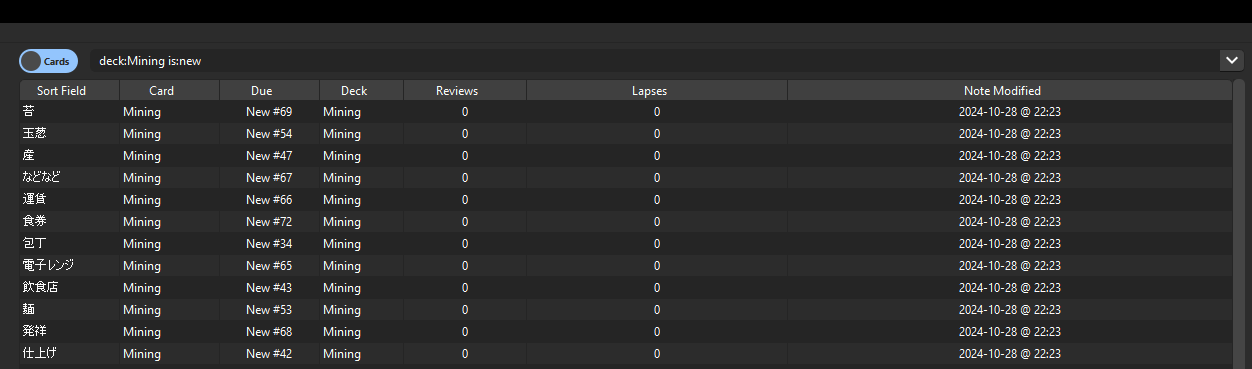 Cards deck:Mining is:new
Sort Field Card Due Deck Reviews Lapses Note Modified
苔 Mining New #69 Mining 0 0 2024-10-28 @ 22:23
玉葱 Mining New #54 Mining 0 0 2024-10-28 @ 22:23
産 Mining New #47 Mining 0 0 2024-10-28 @ 22:23
などなど Mining New #67 Mining 0 0 2024-10-28 @ 22:23
運賃 Mining New #66 Mining 0 0 2024-10-28 @ 22:23
食券 Mining New #72 Mining 0 0 2024-10-28 @ 22:23
包丁 Mining New #34 Mining 0 0 2024-10-28 @ 22:23
電子レンジ Mining New #65 Mining 0 0 2024-10-28 @ 22:23
飲食店 Mining New #43 Mining 0 0 2024-10-28 @ 22:23
麺 Mining New #53 Mining 0 0 2024-10-28 @ 22:23
発祥 Mining New #68 Mining 0 0 2024-10-28 @ 22:23
仕上げ Mining New #42 Mining 0 0 2024-10-28 @ 22:23